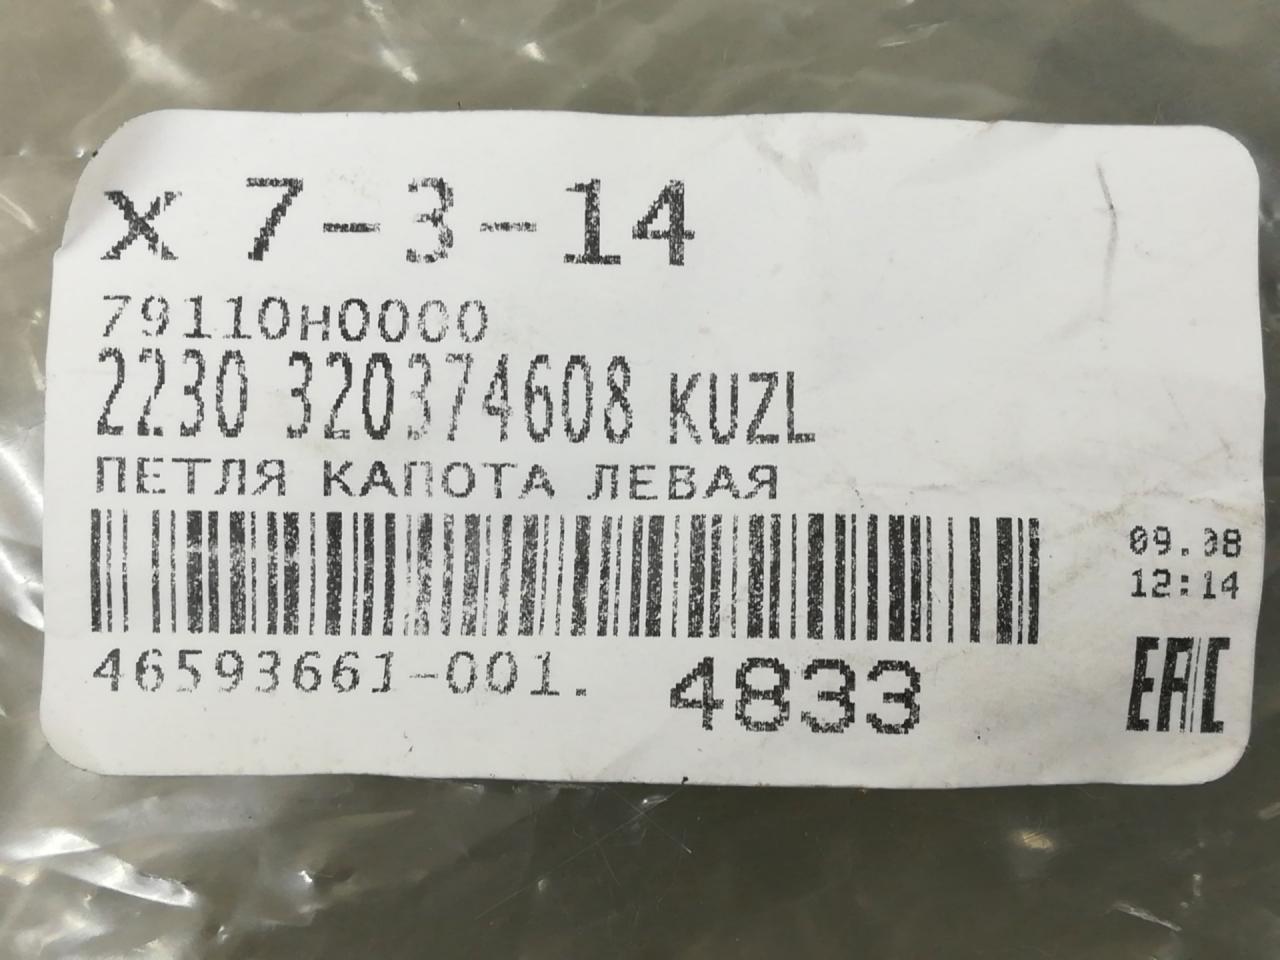 X 7-3-14
79110H0000
2230 320374608 KUZL
ПЕТЛЯ КАПОТА ЛЕВАЯ
09.08
12:14
46593661-001.
4833
EAC